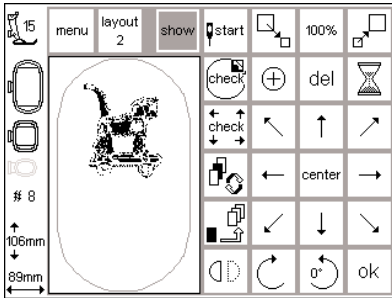 15
menu
layout
2
show
start
100%
check
del
check
# 8
center
106mm
89mm
0°
ok